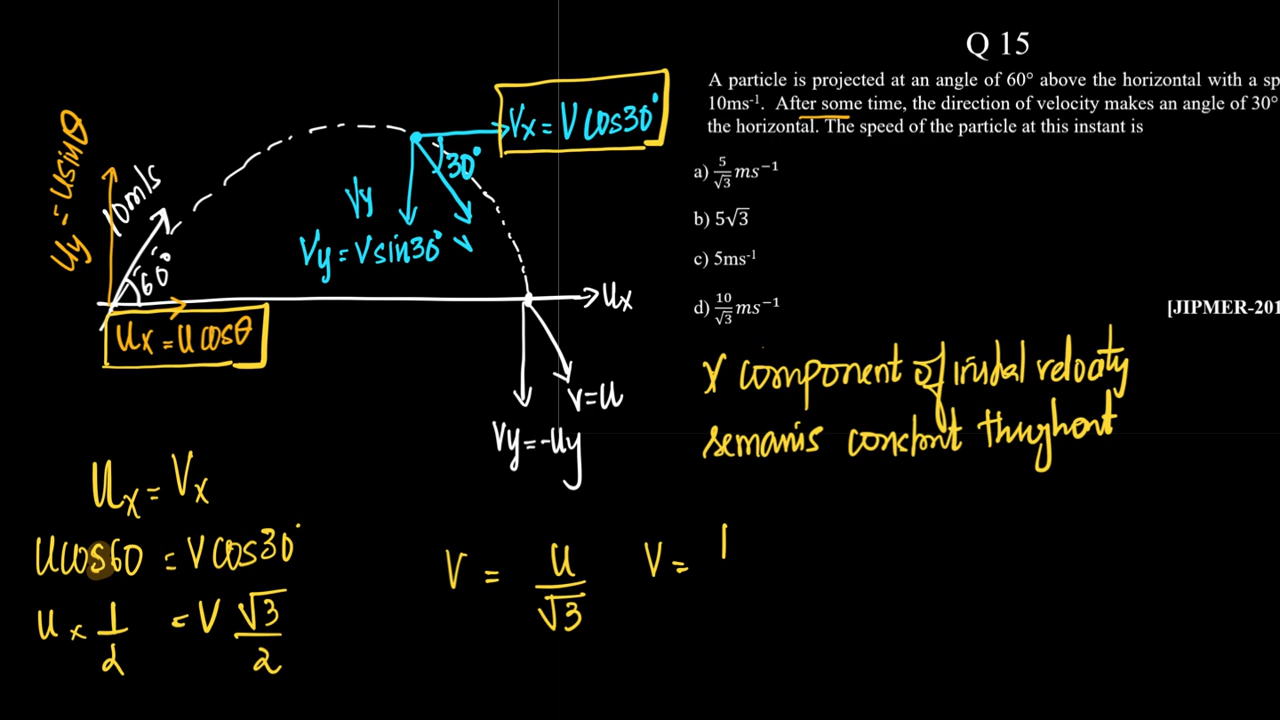 Q 15
A particle is projected at an angle of 60° above the horizontal with a sp
10ms⁻¹. After some time, the direction of velocity makes an angle of 30°
the horizontal. The speed of the particle at this instant is
a) 5/√3 ms⁻¹
b) 5√3
c) 5ms⁻¹
d) 10/√3 ms⁻¹
[JIPMER-201
Uy = Usinθ
10m/s
60°
Ux = U cosθ
Vx = V cos30°
30°
Vy
Vy = V sin30°
V
Ux
V=U
Vy=-Uy
X component of initial velocity
remains constant throughout
Ux = Vx
Ucos60 = V cos30°
U × 1/2 = V √3/2
V = U/√3
V =